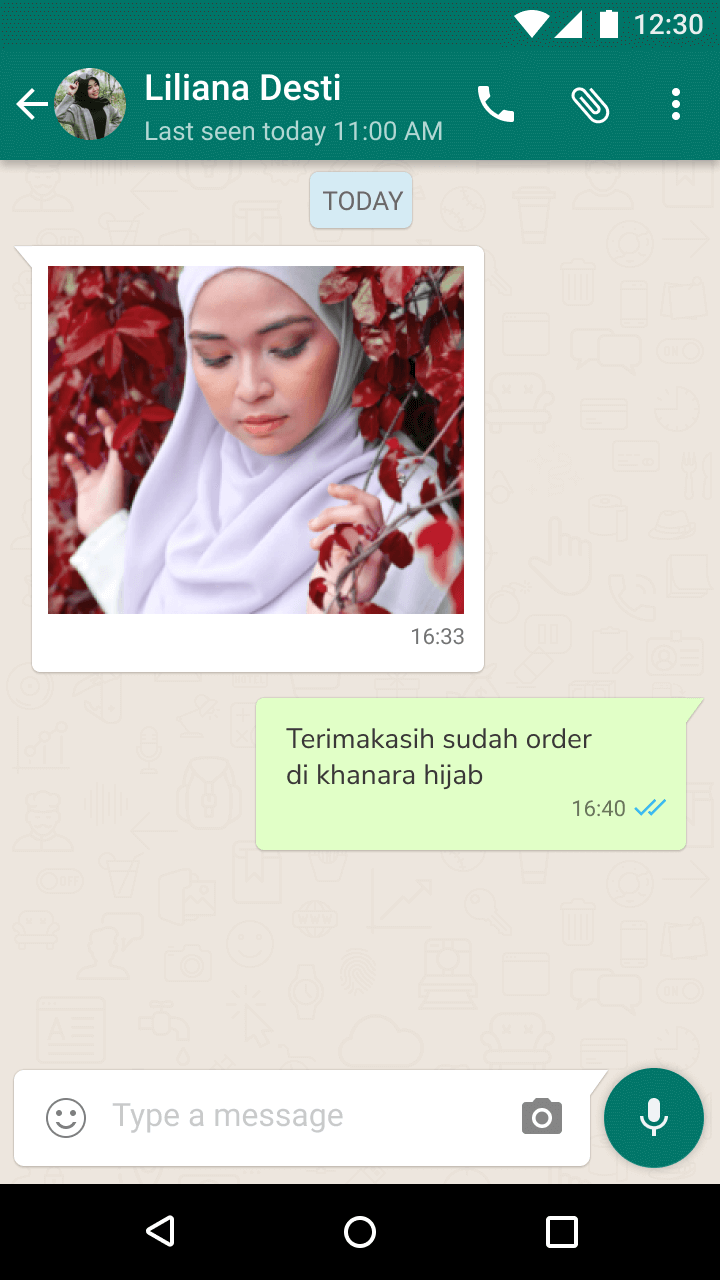 12:30
Liliana Desti
Last seen today 11:00 AM
TODAY
16:33
Terimakasih sudah order
di khanara hijab
16:40
Type a message